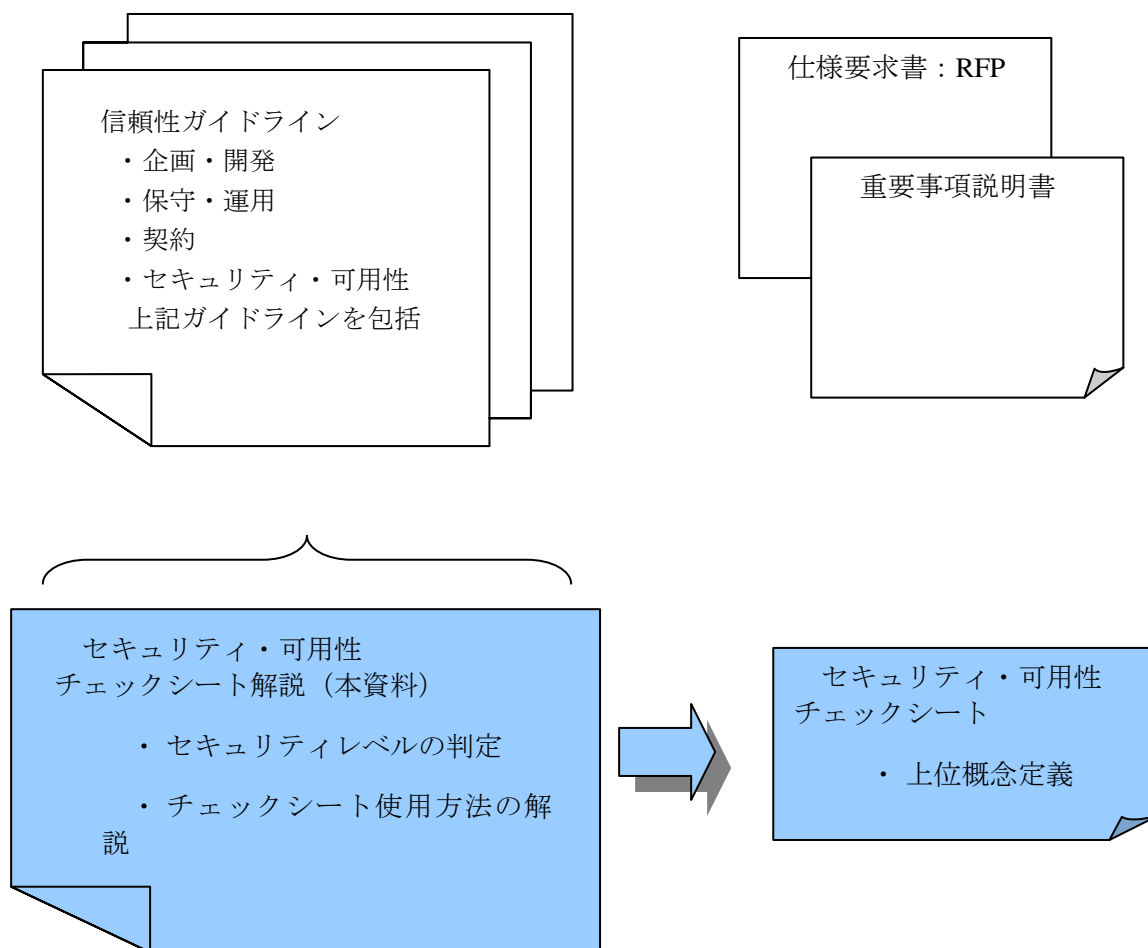 信頼性ガイドライン
・企画・開発
・保守・運用
・契約
・セキュリティ・可用性
上記ガイドラインを包括
仕様要求書：RFP
重要事項説明書
セキュリティ・可用性
チェックシート解説（本資料）
・ セキュリティレベルの判定
・ チェックシート使用方法の解
説
セキュリティ・可用性
チェックシート
・ 上位概念定義